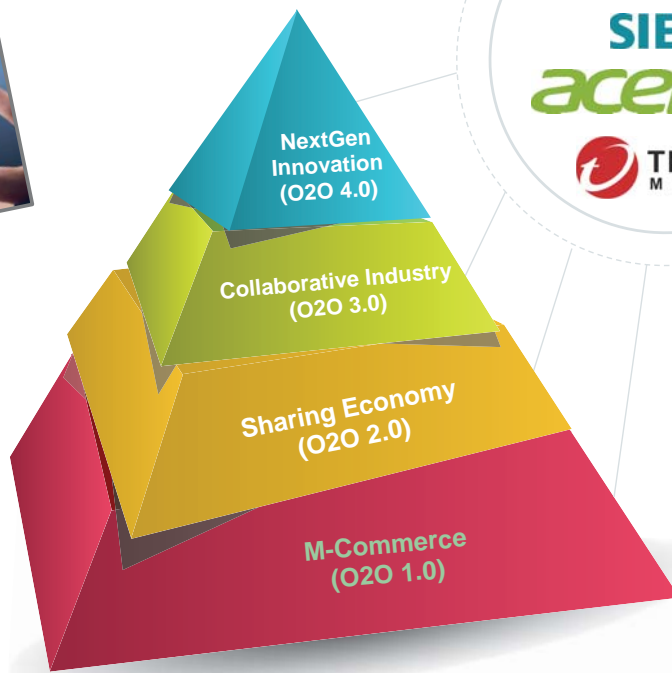 SIE
acer
NextGen
Innovation
(O2O 4.0)
Collaborative Industry
(O2O 3.0)
Sharing Economy
(O2O 2.0)
M-Commerce
(O2O 1.0)